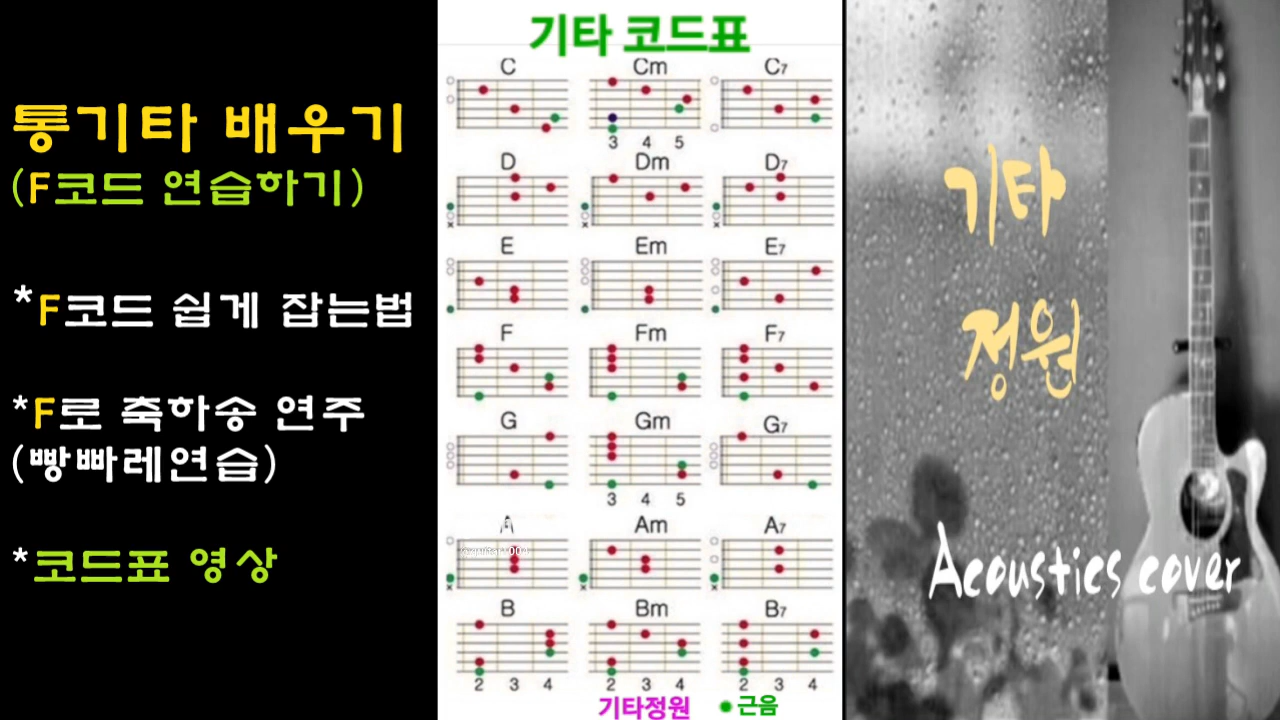 통기타 배우기
(F코드 연습하기)
*F코드 쉽게 잡는법
*F로 축하송 연주
(빵빠레연습)
*코드표 영상
기타 코드표
C Cm C7
3 4 5
D Dm D7
E Em E7
F Fm F7
G Gm G7
3 4 5
A Am A7
B Bm B7
2 3 4 2 3 4 2 3 4
기타정원 근음
기타
정원
Acoustics cover